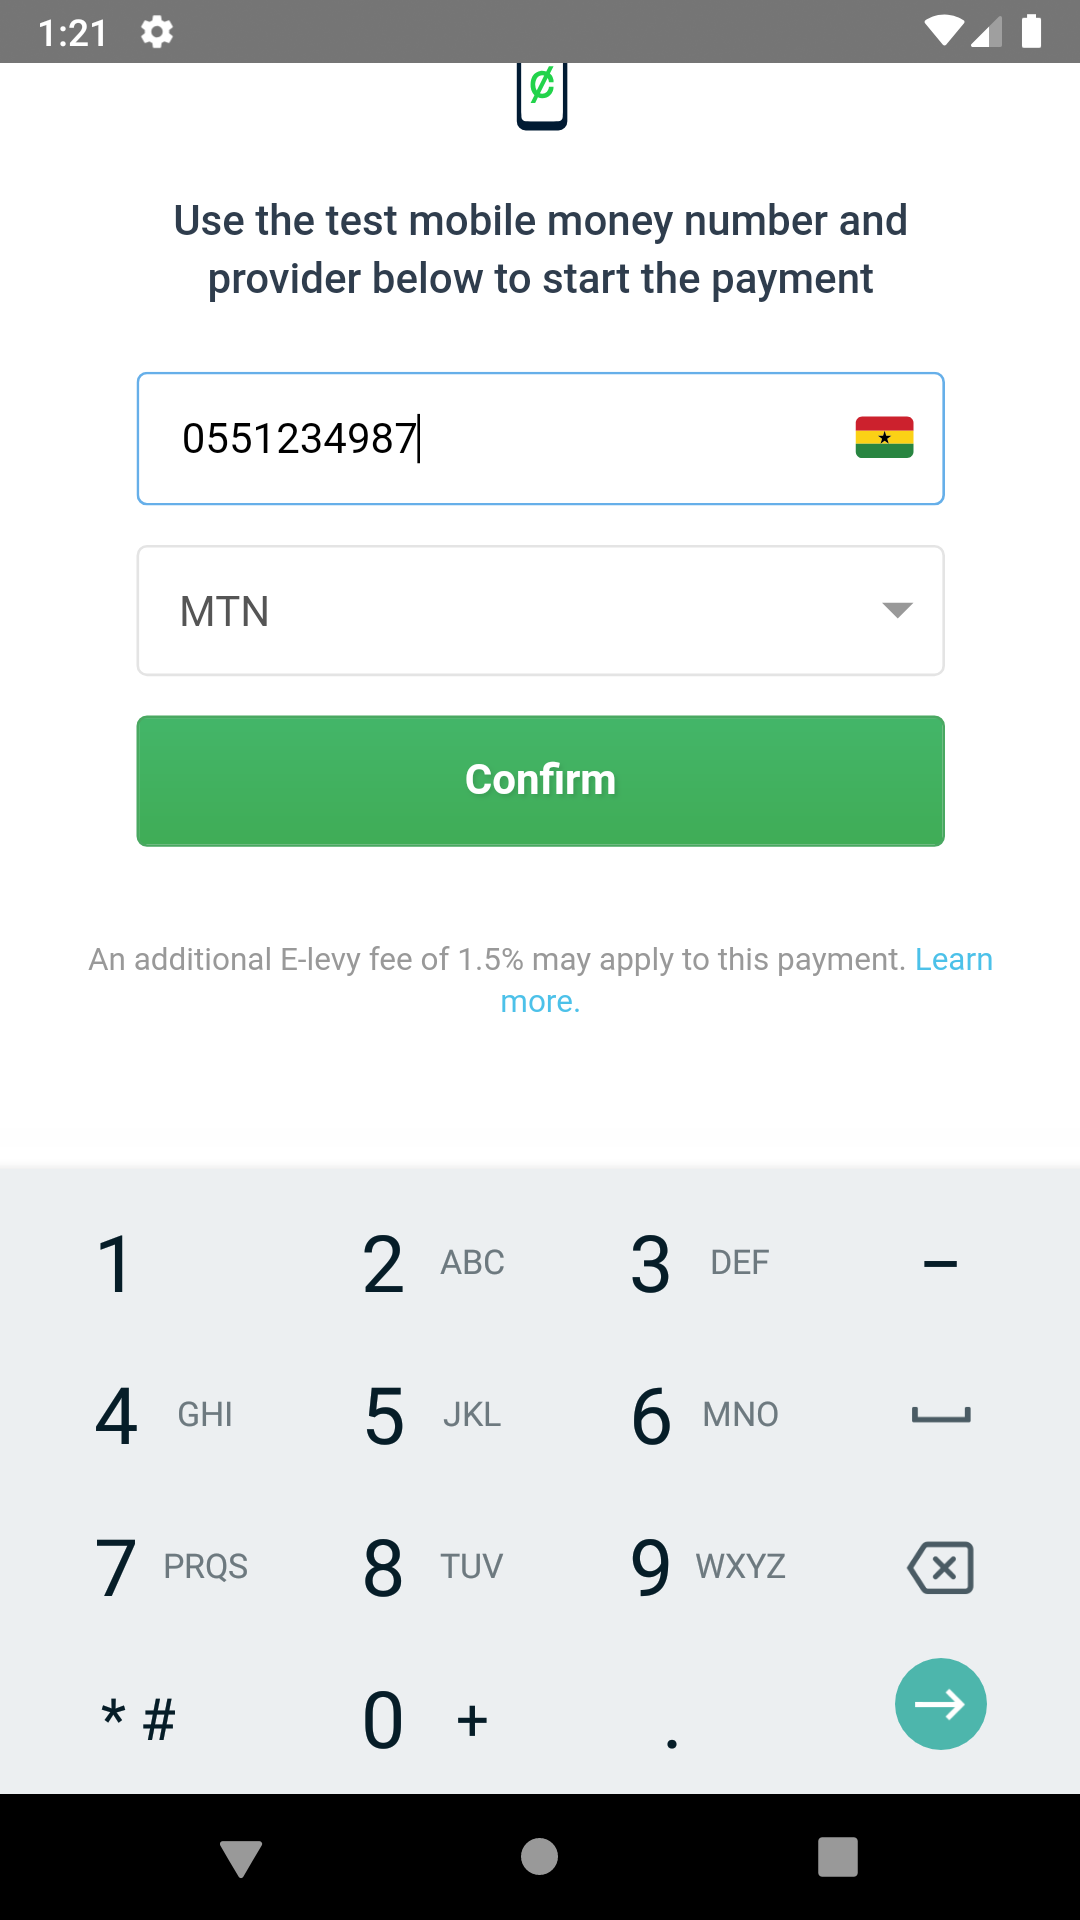 1:21
₵
Use the test mobile money number and
provider below to start the payment
0551234987
MTN
Confirm
An additional E-levy fee of 1.5% may apply to this payment. Learn
more.
1 2 ABC 3 DEF –
4 GHI 5 JKL 6 MNO
7 PRQS 8 TUV 9 WXYZ
* # 0 + .